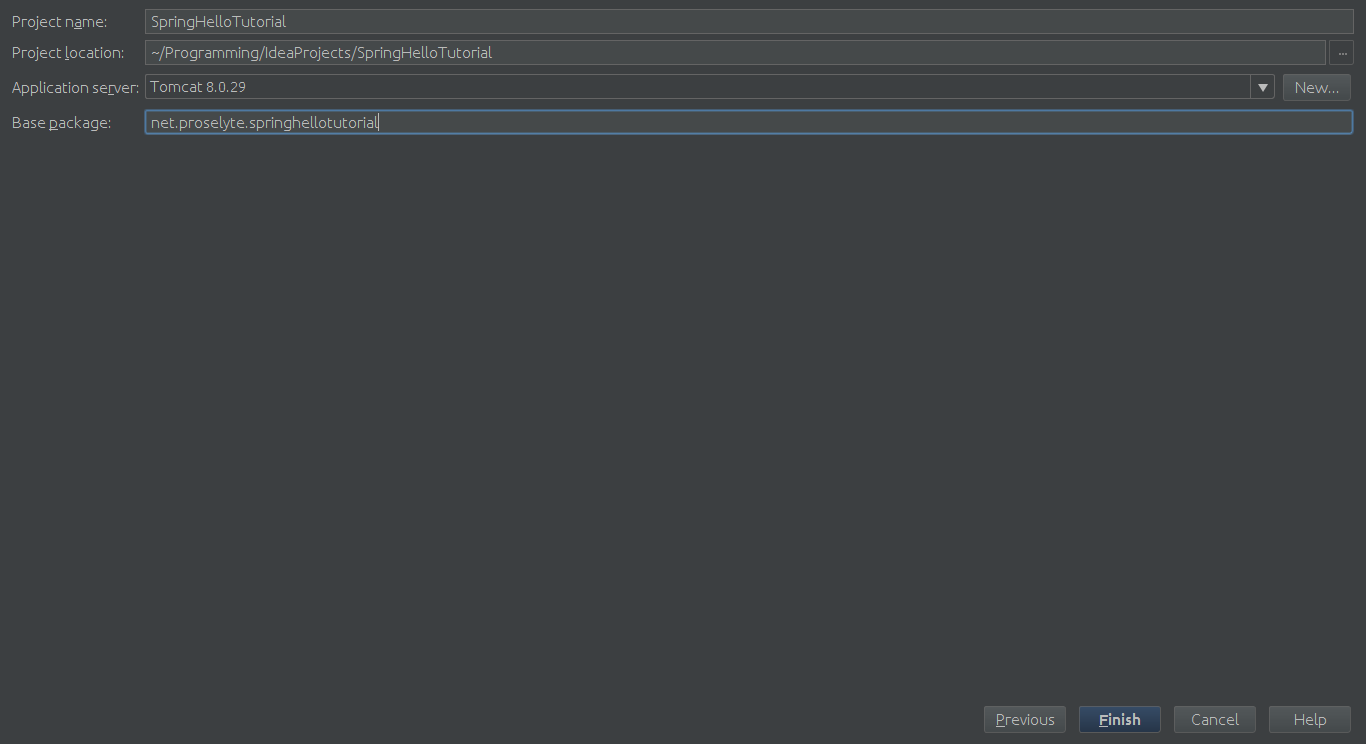 Project name: SpringHelloTutorial
Project location: ~/Programming/IdeaProjects/SpringHelloTutorial ...
Application server: Tomcat 8.0.29 New...
Base package: net.proselyte.springhellotutorial
Previous Finish Cancel Help